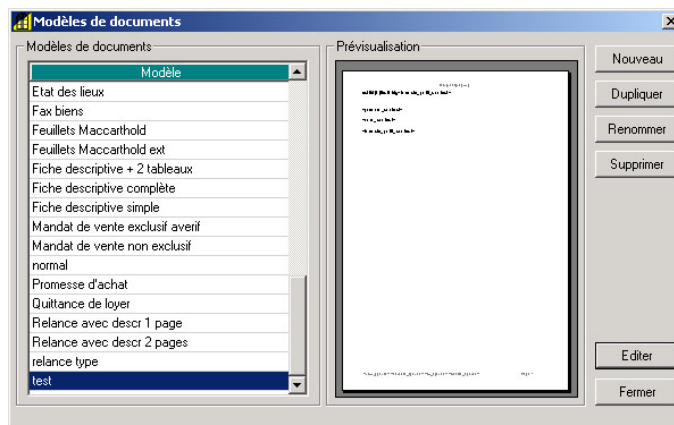 Modèles de documents
Modèles de documents
Modèle
Etat des lieux
Fax biens
Feuillets Maccarthold
Feuillets Maccarthold ext
Fiche descriptive + 2 tableaux
Fiche descriptive complète
Fiche descriptive simple
Mandat de vente exclusif averif
Mandat de vente non exclusif
normal
Promesse d'achat
Quittance de loyer
Relance avec descr 1 page
Relance avec descr 2 pages
relance type
test
Prévisualisation
Nouveau
Dupliquer
Renommer
Supprimer
Editer
Fermer